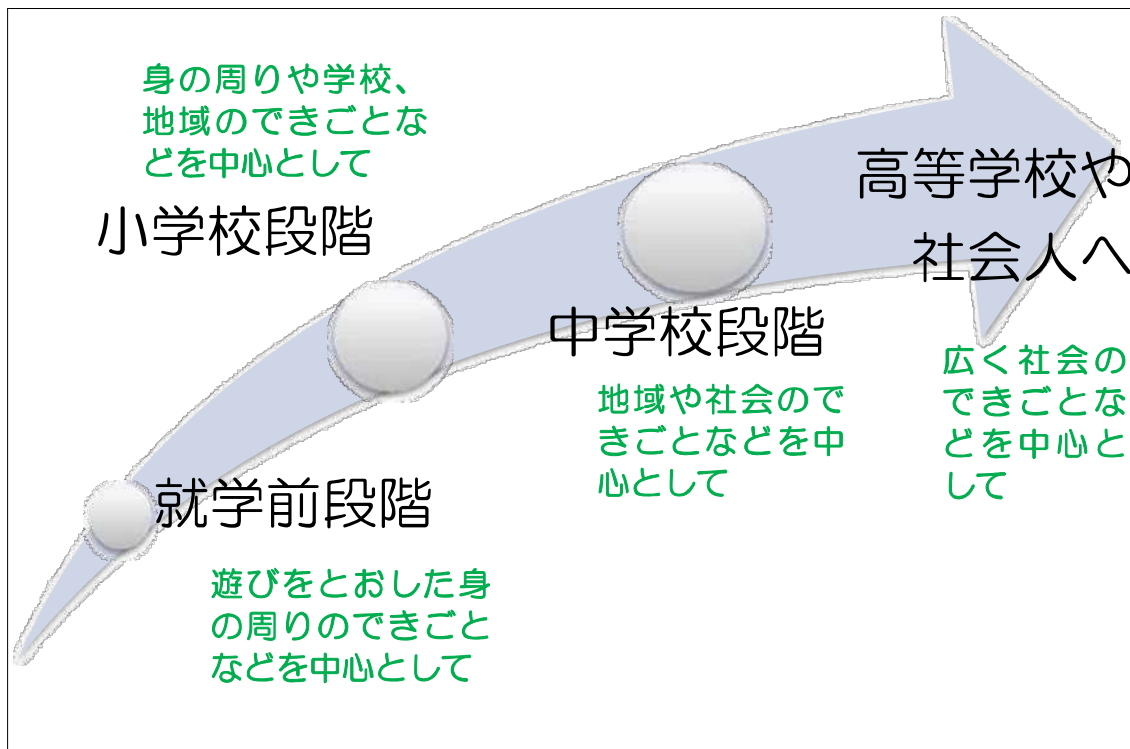 身の周りや学校、
地域のできごとな
どを中心として
小学校段階
高等学校や
社会人へ
中学校段階
地域や社会ので
きごとなどを中
心として
広く社会の
できごとな
どを中心と
して
就学前段階
遊びをとおした身
の周りのできごと
などを中心として